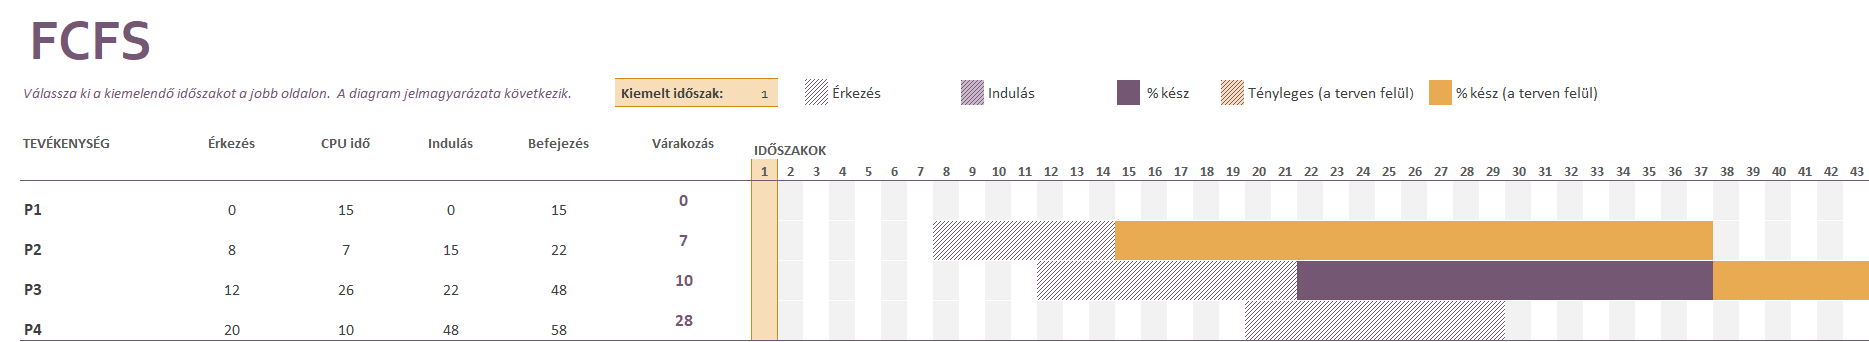 FCFS
Válassza ki a kiemelendő időszakot a jobb oldalon. A diagram jelmagyarázata következik.
Kiemelt időszak: 1
Érkezés
Indulás
% kész
Tényleges (a terven felül)
% kész (a terven felül)
TEVÉKENYSÉG Érkezés CPU idő Indulás Befejezés Várakozás
IDŐSZAKOK
1 2 3 4 5 6 7 8 9 10 11 12 13 14 15 16 17 18 19 20 21 22 23 24 25 26 27 28 29 30 31 32 33 34 35 36 37 38 39 40 41 42 43
P1 0 15 0 15 0
P2 8 7 15 22 7
P3 12 26 22 48 10
P4 20 10 48 58 28